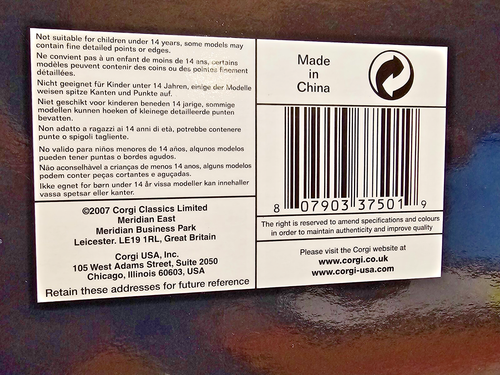 Not suitable for children under 14 years, some models may
contain fine detailed points or edges.
Ne convient pas à un enfant de moins de 14 ans, certains
modèles peuvent contenir des coins ou des pointes finement
détaillées.
Nicht geeignet für Kinder unter 14 Jahren, einige der Modelle
weisen spitze Kanten und Punkte auf.
Niet geschikt voor kinderen beneden 14 jarige, sommige
modellen kunnen hoeken of kleinege detailleerde punten
bevatten.
Non adatto a ragazzi ai 14 anni di età, potrebbe contenere
punte o spigoli tagliente.
No valido para niños menores de 14 años, algunos modelos
pueden tener puntas o bordes agudos.
Não aconselhável a crianças de menos 14 anos, alguns modelos
podem conter peças cortantes e aguçadas.
Ikke egnet for børn under 14 år vissa modelier kan innehaller
vassa spetsar eller kanter.
©2007 Corgi Classics Limited
Meridian East
Meridian Business Park
Leicester. LE19 1RL, Great Britain
Corgi USA, Inc.
105 West Adams Street, Suite 2050
Chicago, Illinois 60603, USA
Retain these addresses for future reference
Made
in
China
8 07903 37501 9
The right is reserved to amend specifications and colours
in order to maintain authenticity and improve quality
Please visit the Corgi website at
www.corgi.co.uk
www.corgi-usa.com